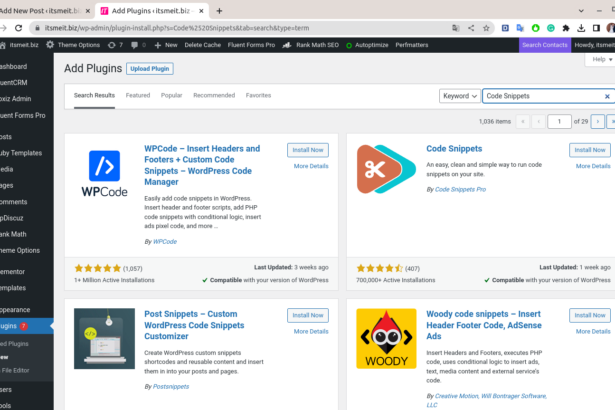 Add New Post ‹ itsmeit.biz
Add Plugins ‹ itsmeit.biz -
itsmeit.biz/wp-admin/plugin-install.php?s=Code%2520Snippets&tab=search&type=term
itsmeit.biz Theme Options 7 0 New Delete Cache Fluent Forms Pro Rank Math SEO Autoptimize Perfmatters Search Contacts Howdy, itsmeit
Help
Add Plugins Upload Plugin
Search Results Featured Popular Recommended Favorites Keyword Code Snippets
1,036 items « ‹ 1 of 29 ›
WPCode – Insert Headers and
Footers + Custom Code
Snippets – WordPress Code
Manager
Install Now
More Details
WPCode
Easily add code snippets in WordPress.
Insert header and footer scripts, add PHP
code snippets with conditional logic, insert
ads pixel code, and more ..
By WPCode
(1,057)
Last Updated: 3 weeks ago
1+ Million Active Installations
Compatible with your version of WordPress
Code Snippets
Install Now
More Details
An easy, clean and simple way to run code
snippets on your site.
By Code Snippets Pro
(407)
Last Updated: 1 week ago
700,000+ Active Installations
Compatible with your version of WordPress
Post Snippets – Custom
WordPress Code Snippets
Customizer
Install Now
More Details
Create WordPress custom snippets
shortcodes and reusable content and insert
them in into your posts and pages.
By Postsnippets
Woody code snippets – Insert
Header Footer Code, AdSense
Ads
Install Now
More Details
WOODY
Insert Headers and Footers, executes PHP
code, uses conditional logic to insert ads,
text, media content and external service's
code.
By Creative Motion, Will Bontrager Software,
LLC
ashboard
uentCRM
oxiz Admin
uent Forms Pro
osts
uby Templates
edia
ages
omments
pDiscuz
ank Math
heme Options
ementor
emplates
ppearance
ugins 7
ed Plugins
ew
File Editor
sers
ools